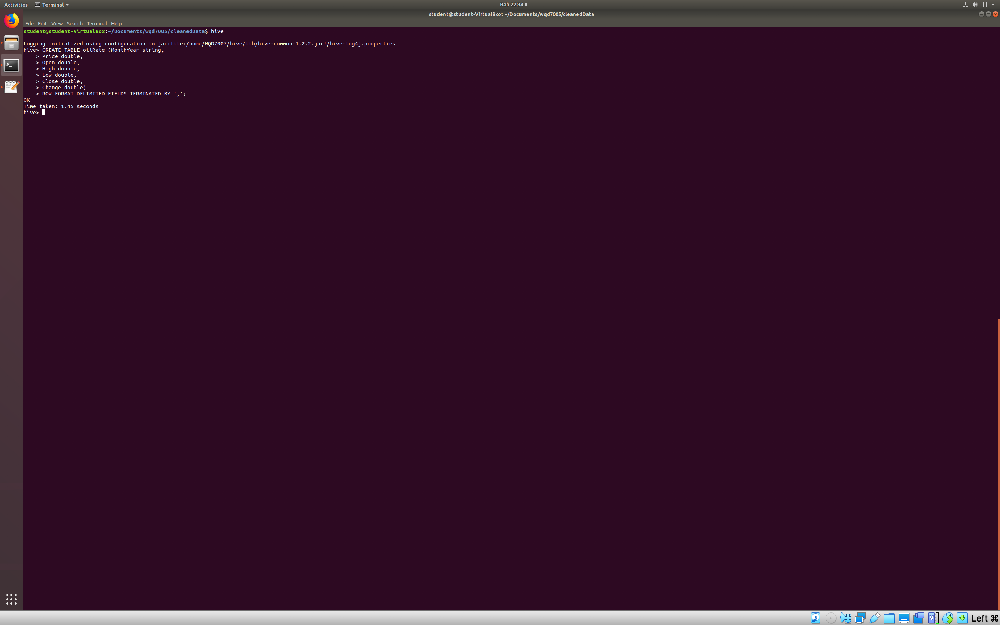 Activities Terminal Rab 22:34
student@student-VirtualBox: ~/Documents/wqd7005/cleanedData
File Edit View Search Terminal Help
student@student-VirtualBox:~/Documents/wqd7005/cleanedData$ hive
Logging initialized using configuration in jar:file:/home/WQD7007/hive/lib/hive-common-1.2.2.jar!/hive-log4j.properties
hive> CREATE TABLE oilRate (MonthYear string,
    > Price double,
    > Open double,
    > High double,
    > Low double,
    > Close double,
    > Change double)
    > ROW FORMAT DELIMITED FIELDS TERMINATED BY ',';
OK
Time taken: 1.45 seconds
hive>
Left ⌘